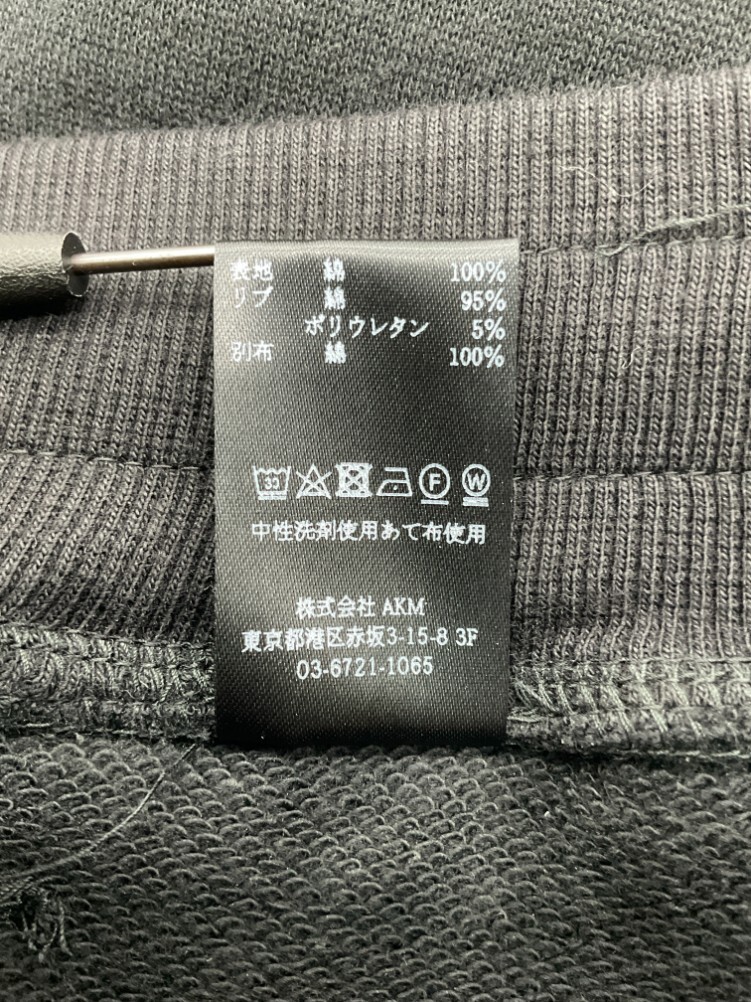 表地 綿 100%
リブ 綿 95%
ポリウレタン 5%
別布 綿 100%
F W
中性洗剤使用あて布使用
株式会社 AKM
東京都港区赤坂3-15-8 3F
03-6721-1065